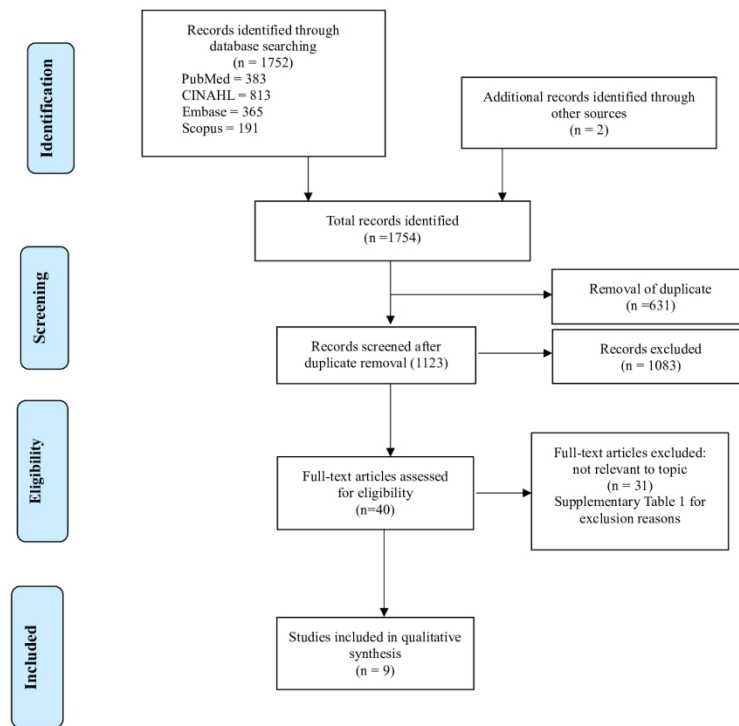 Identification
Records identified through
database searching
(n = 1752)
PubMed = 383
CINAHL = 813
Embase = 365
Scopus = 191
Additional records identified through
other sources
(n = 2)
Total records identified
(n =1754)
Screening
Removal of duplicate
(n =631)
Records screened after
duplicate removal (1123)
Records excluded
(n = 1083)
Eligibility
Full-text articles assessed
for eligibility
(n=40)
Full-text articles excluded:
not relevant to topic
(n = 31)
Supplementary Table 1 for
exclusion reasons
Included
Studies included in qualitative
synthesis
(n = 9)